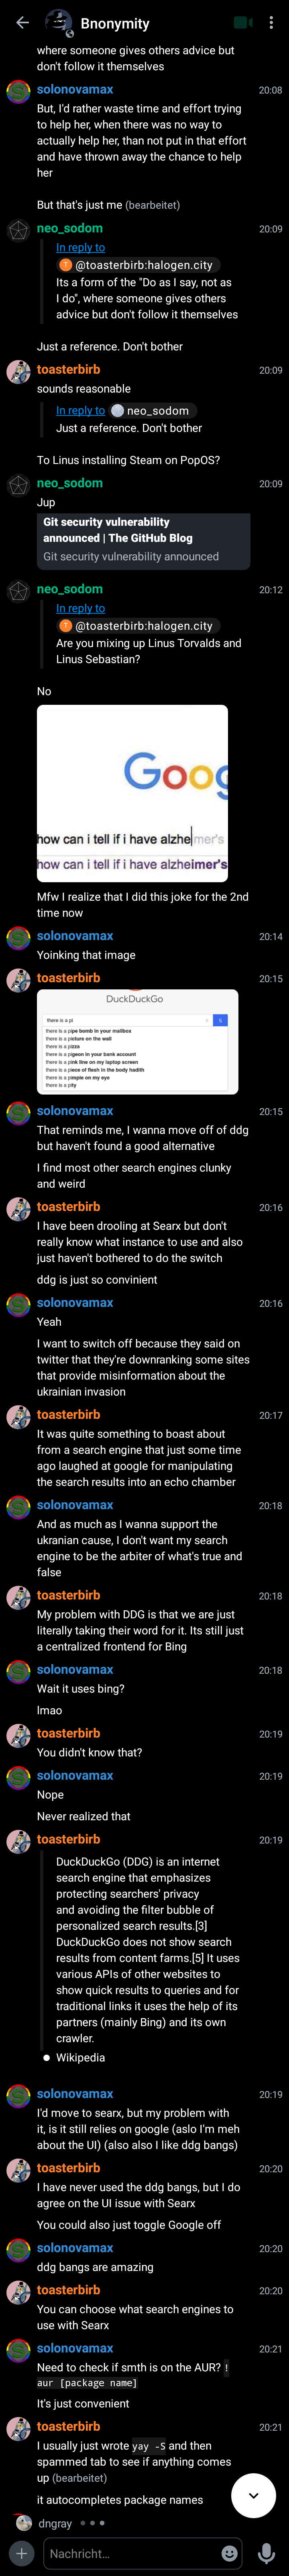 Bnonymity
where someone gives others advice but
don't follow it themselves
solonovamax 20:08
But, I'd rather waste time and effort trying
to help her, when there was no way to
actually help her, than not put in that effort
and have thrown away the chance to help
her
But that's just me (bearbeitet)
neo_sodom 20:09
In reply to
T @toasterbirb:halogen.city
Its a form of the "Do as I say, not as
I do", where someone gives others
advice but don't follow it themselves
Just a reference. Don't bother
toasterbirb 20:09
sounds reasonable
In reply to neo_sodom
Just a reference. Don't bother
To Linus installing Steam on PopOS?
neo_sodom 20:09
Jup
Git security vulnerability
announced | The GitHub Blog
Git security vulnerability announced
neo_sodom 20:12
In reply to
T @toasterbirb:halogen.city
Are you mixing up Linus Torvalds and
Linus Sebastian?
No
Goog
how can i tell if i have alzheimer's
how can i tell if i have alzheimer's
Mfw I realize that I did this joke for the 2nd
time now
solonovamax 20:14
Yoinking that image
toasterbirb 20:15
DuckDuckGo
there is a pi
there is a pipe bomb in your mailbox
there is a picture on the wall
there is a pizza
there is a pigeon in your bank account
there is a pink line on my laptop screen
there is a piece of flesh in the body hadith
there is a pimple on my eye
there is a pity
solonovamax 20:15
That reminds me, I wanna move off of ddg
but haven't found a good alternative
I find most other search engines clunky
and weird
toasterbirb 20:16
I have been drooling at Searx but don't
really know what instance to use and also
just haven't bothered to do the switch
ddg is just so convinient
solonovamax 20:16
Yeah
I want to switch off because they said on
twitter that they're downranking some sites
that provide misinformation about the
ukrainian invasion
toasterbirb 20:17
It was quite something to boast about
from a search engine that just some time
ago laughed at google for manipulating
the search results into an echo chamber
solonovamax 20:18
And as much as I wanna support the
ukranian cause, I don't want my search
engine to be the arbiter of what's true and
false
toasterbirb 20:18
My problem with DDG is that we are just
literally taking their word for it. Its still just
a centralized frontend for Bing
solonovamax 20:18
Wait it uses bing?
lmao
toasterbirb 20:19
You didn't know that?
solonovamax 20:19
Nope
Never realized that
toasterbirb 20:19
DuckDuckGo (DDG) is an internet
search engine that emphasizes
protecting searchers' privacy
and avoiding the filter bubble of
personalized search results.[3]
DuckDuckGo does not show search
results from content farms.[5] It uses
various APIs of other websites to
show quick results to queries and for
traditional links it uses the help of its
partners (mainly Bing) and its own
crawler.
● Wikipedia
solonovamax 20:19
I'd move to searx, but my problem with
it, is it still relies on google (aslo I'm meh
about the UI) (also also I like ddg bangs)
toasterbirb 20:20
I have never used the ddg bangs, but I do
agree on the UI issue with Searx
You could also just toggle Google off
solonovamax 20:20
ddg bangs are amazing
toasterbirb 20:20
You can choose what search engines to
use with Searx
solonovamax 20:21
Need to check if smth is on the AUR? !
aur [package name]
It's just convenient
toasterbirb 20:21
I usually just wrote yay -S and then
spammed tab to see if anything comes
up (bearbeitet)
it autocompletes package names
dngray
Nachricht...